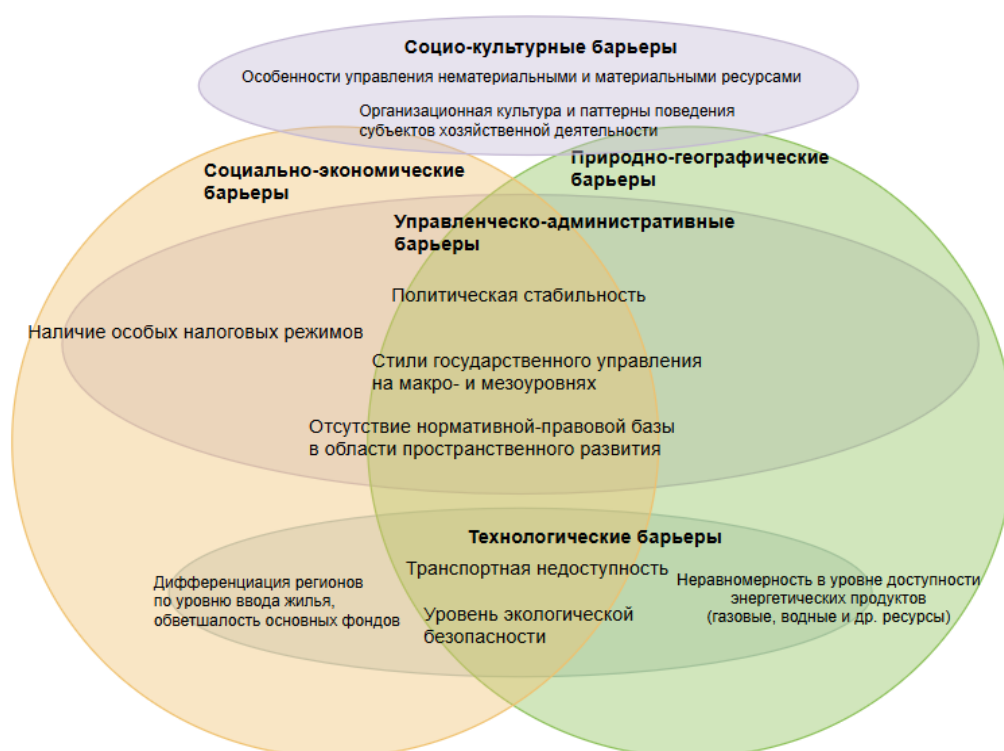 Социо-культурные барьеры
Особенности управления нематериальными и материальными ресурсами
Организационная культура и паттерны поведения
субъектов хозяйственной деятельности
Социально-экономические
барьеры
Природно-географические
барьеры
Управленческо-административные
барьеры
Политическая стабильность
Наличие особых налоговых режимов
Стили государственного управления
на макро- и мезоуровнях
Отсутствие нормативной-правовой базы
в области пространственного развития
Технологические барьеры
Транспортная недоступность
Дифференциация регионов
по уровню ввода жилья,
обветшалость основных фондов
Уровень экологической
безопасности
Неравномерность в уровне доступности
энергетических продуктов
(газовые, водные и др. ресурсы)